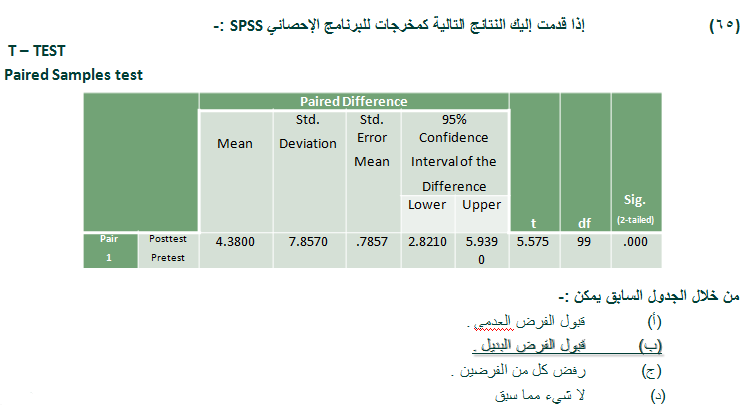 (٦٥) إذا قدمت إليك النتائج التالية كمخرجات للبرنامج الإحصائي SPSS :-
T – TEST
Paired Samples test
Paired Difference
Mean
Std. Deviation
Std. Error Mean
95% Confidence Interval of the Difference
Lower Upper
t
df
Sig. (2-tailed)
Pair 1
Posttest Pretest
4.3800 7.8570 .7857 2.8210 5.9390 5.575 99 .000
من خلال الجدول السابق يمكن :-
(أ) قبول الفرض العدمي .
(ب) قبول الفرض البديل .
(ج) رفض كل من الفرضين .
(د) لا شيء مما سبق